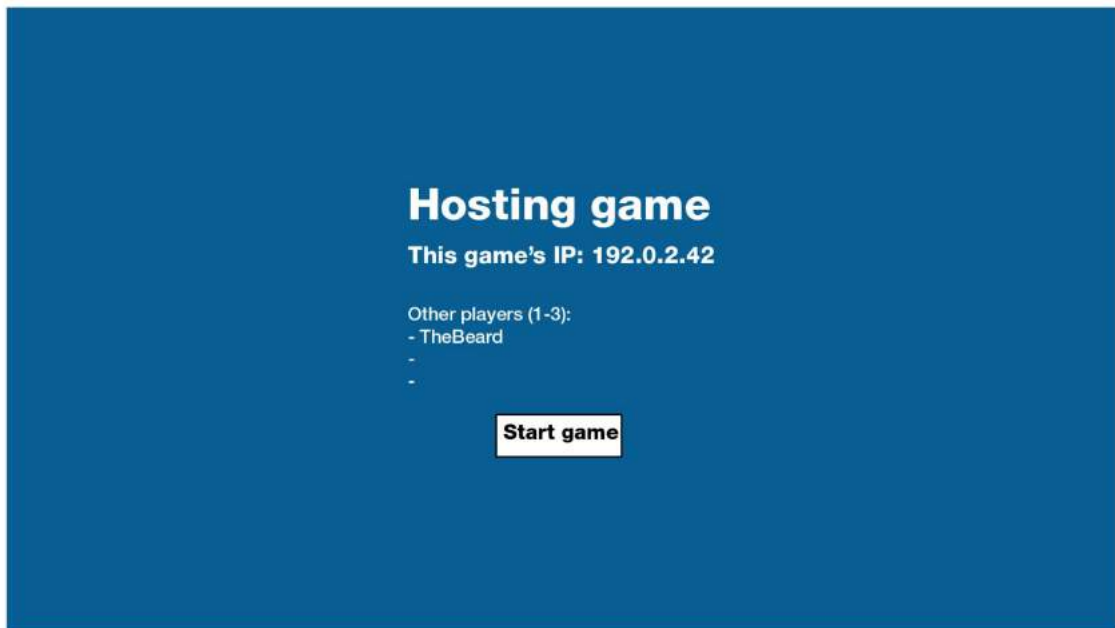 Hosting game
This game’s IP: 192.0.2.42
Other players (1-3):
- TheBeard
-
-
Start game